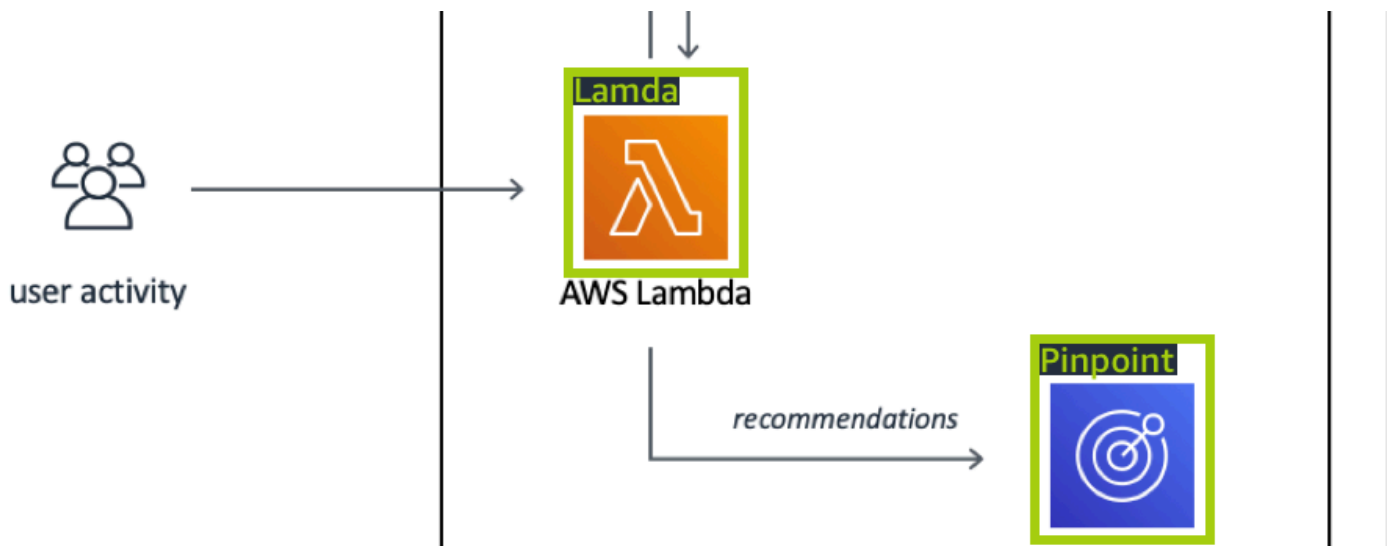 Lamda
user activity
AWS Lambda
Pinpoint
recommendations